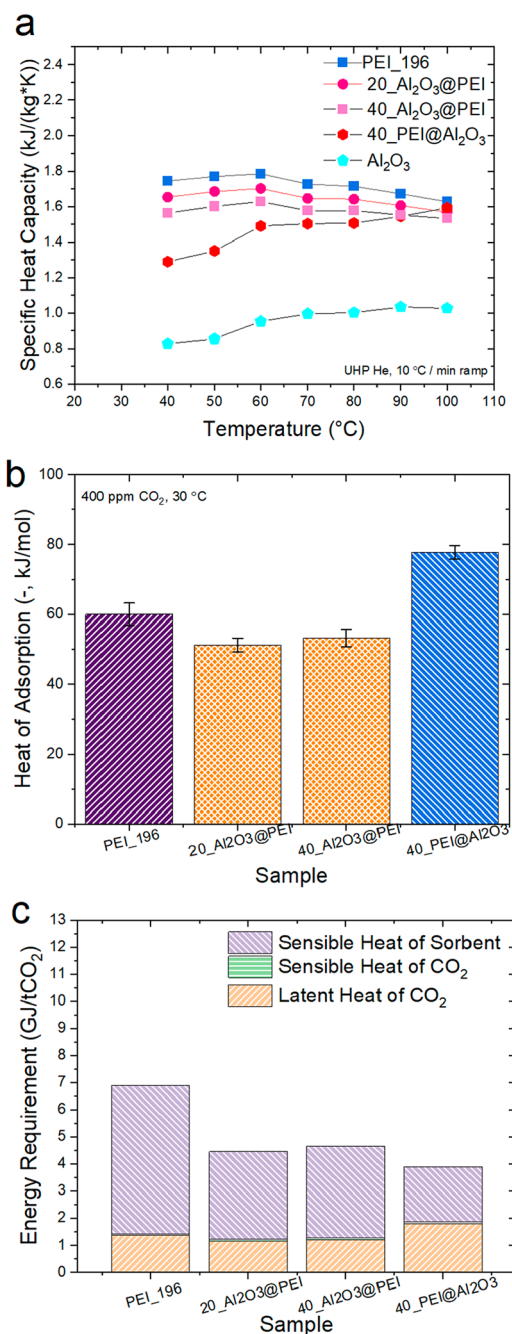 a
Specific Heat Capacity (kJ/(kg*K))
2.4
2.2
2.0
1.8
1.6
1.4
1.2
1.0
0.8
0.6
PEI_196
20_Al₂O₃@PEI
40_Al₂O₃@PEI
40_PEI@Al₂O₃
Al₂O₃
UHP He, 10 °C / min ramp
20 30 40 50 60 70 80 90 100 110
Temperature (°C)
b
Heat of Adsorption (-, kJ/mol)
100
80
60
40
20
0
400 ppm CO₂, 30 °C
PEI_196 20_Al2O3@PEI 40_Al2O3@PEI 40_PEI@Al2O3
Sample
c
Energy Requirement (GJ/tCO₂)
13
12
11
10
9
8
7
6
5
4
3
2
1
0
Sensible Heat of Sorbent
Sensible Heat of CO₂
Latent Heat of CO₂
PEI_196 20_Al2O3@PEI 40_Al2O3@PEI 40_PEI@Al2O3
Sample